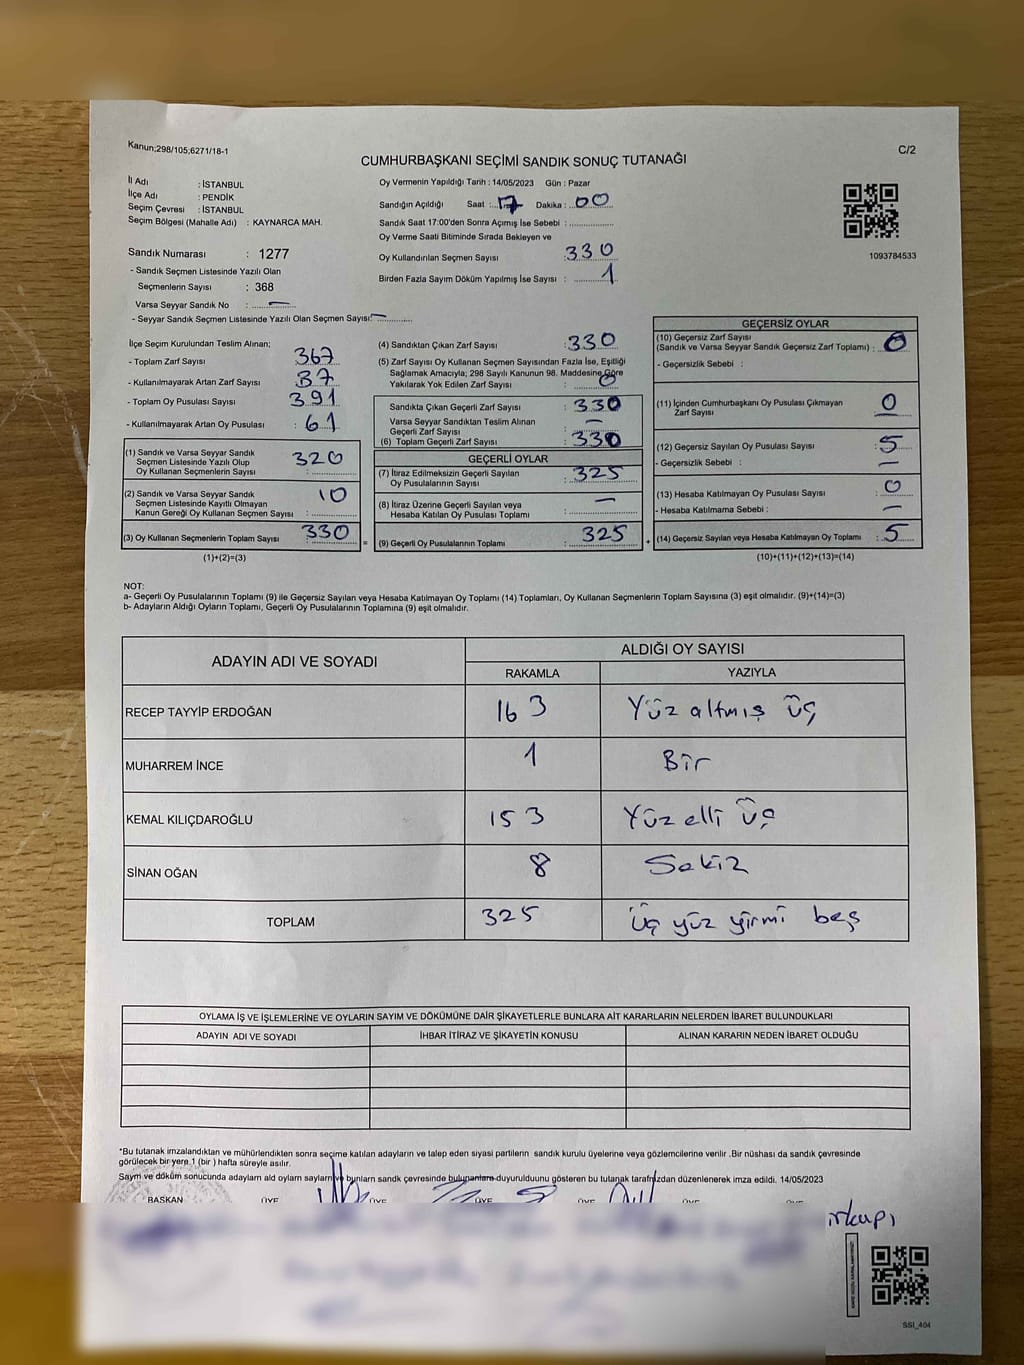 Kanun;298/105;6271/18-1
C/2
CUMHURBAŞKANI SEÇİMİ SANDIK SONUÇ TUTANAĞI
İl Adı : İSTANBUL
İlçe Adı : PENDİK
Seçim Çevresi : İSTANBUL
Seçim Bölgesi (Mahalle Adı) : KAYNARCA MAH.
Sandık Numarası : 1277
- Sandık Seçmen Listesinde Yazılı Olan
Seçmenlerin Sayısı : 368
Varsa Seyyar Sandık No : —
- Seyyar Sandık Seçmen Listesinde Yazılı Olan Seçmen Sayısı: —
Oy Vermenin Yapıldığı Tarih : 14/05/2023 Gün : Pazar
Sandığın Açıldığı Saat : 17 Dakika : 00
Sandık Saat 17:00'den Sonra Açımış İse Sebebi :
Oy Verme Saati Bitiminde Sırada Bekleyen ve
Oy Kullandırılan Seçmen Sayısı : 330
Birden Fazla Sayım Döküm Yapılmış İse Sayısı : 1
1093784533
İlçe Seçim Kurulundan Teslim Alınan;
- Toplam Zarf Sayısı : 367
- Kullanılmayarak Artan Zarf Sayısı : 37
- Toplam Oy Pusulası Sayısı : 391
- Kullanılmayarak Artan Oy Pusulası : 61
(1) Sandık ve Varsa Seyyar Sandık
Seçmen Listesinde Yazılı Olup
Oy Kullanan Seçmenlerin Sayısı : 320
(2) Sandık ve Varsa Seyyar Sandık
Seçmen Listesinde Kayıtlı Olmayan
Kanun Gereği Oy Kullanan Seçmen Sayısı : 10
(3) Oy Kullanan Seçmenlerin Toplam Sayısı : 330
(1)+(2)=(3)
(4) Sandıktan Çıkan Zarf Sayısı : 330
(5) Zarf Sayısı Oy Kullanan Seçmen Sayısından Fazla İse, Eşitliği
Sağlamak Amacıyla; 298 Sayılı Kanunun 98. Maddesine Göre
Yakılarak Yok Edilen Zarf Sayısı : 0
Sandıkta Çıkan Geçerli Zarf Sayısı : 330
Varsa Seyyar Sandıktan Teslim Alınan
Geçerli Zarf Sayısı : —
(6) Toplam Geçerli Zarf Sayısı : 330
GEÇERLİ OYLAR
(7) İtiraz Edilmeksizin Geçerli Sayılan
Oy Pusulalarının Sayısı : 325
(8) İtiraz Üzerine Geçerli Sayılan veya
Hesaba Katılan Oy Pusulası Toplamı : —
= (9) Geçerli Oy Pusulalarının Toplamı : 325
GEÇERSİZ OYLAR
(10) Geçersiz Zarf Sayısı
(Sandık ve Varsa Seyyar Sandık Geçersiz Zarf Toplamı) : 0
- Geçersizlik Sebebi :
(11) İçinden Cumhurbaşkanı Oy Pusulası Çıkmayan
Zarf Sayısı : 0
(12) Geçersiz Sayılan Oy Pusulası Sayısı : 5
- Geçersizlik Sebebi : —
(13) Hesaba Katılmayan Oy Pusulası Sayısı : 0
- Hesaba Katılmama Sebebi : —
+ (14) Geçersiz Sayılan veya Hesaba Katılmayan Oy Toplamı : 5
(10)+(11)+(12)+(13)=(14)
NOT:
a- Geçerli Oy Pusulalarının Toplamı (9) ile Geçersiz Sayılan veya Hesaba Katılmayan Oy Toplamı (14) Toplamları, Oy Kullanan Seçmenlerin Toplam Sayısına (3) eşit olmalıdır. (9)+(14)=(3)
b- Adayların Aldığı Oyların Toplamı, Geçerli Oy Pusulalarının Toplamına (9) eşit olmalıdır.
ADAYIN ADI VE SOYADI ALDIĞI OY SAYISI
RAKAMLA YAZIYLA
RECEP TAYYİP ERDOĞAN 163 Yüz altmış üç
MUHARREM İNCE 1 Bir
KEMAL KILIÇDAROĞLU 153 Yüz elli üç
SİNAN OĞAN 8 Sekiz
TOPLAM 325 Üç yüz yirmi beş
OYLAMA İŞ VE İŞLEMLERİNE VE OYLARIN SAYIM VE DÖKÜMÜNE DAİR ŞİKAYETLERLE BUNLARA AİT KARARLARIN NELERDEN İBARET BULUNDUKLARI
ADAYIN ADI VE SOYADI İHBAR İTİRAZ VE ŞİKAYETİN KONUSU ALINAN KARARIN NEDEN İBARET OLDUĞU
*Bu tutanak imzalandıktan ve mühürlendikten sonra seçime katılan adayların ve talep eden siyasi partilerin sandık kurulu üyelerine veya gözlemcilerine verilir .Bir nüshası da sandık çevresinde
görülecek bir yere 1 (bir ) hafta süreyle asılır.
Sayım ve döküm sonucunda adayların aldığı oyların sayılarını ve bunların sandık çevresinde bulunanlara duyurulduğunu gösteren bu tutanak tarafımızdan düzenlenerek imza edildi. 14/05/2023
BAŞKAN ÜYE ÜYE ÜYE ÜYE ÜYE ÜYE
SSI_404